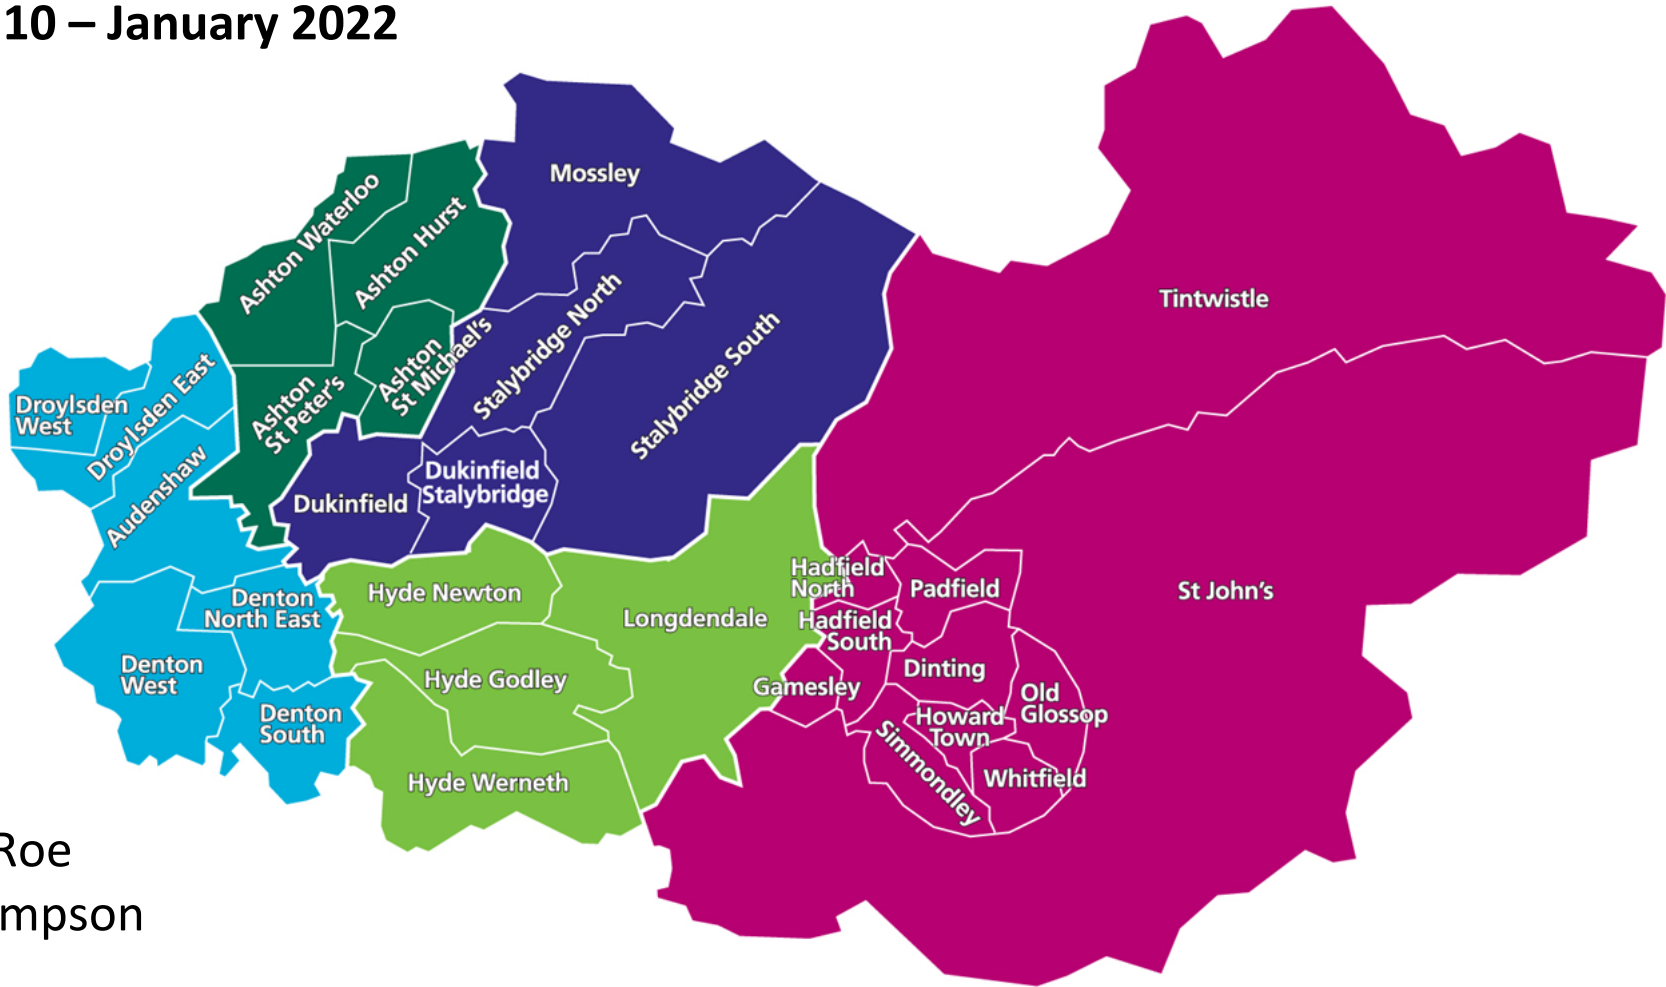 10 – January 2022
Mossley
Ashton Waterloo
Ashton Hurst
Tintwistle
Stalybridge North
Stalybridge South
Ashton
St Michael's
Ashton
St Peter's
Droylsden
West
Droylsden East
Audenshaw
Dukinfield
Dukinfield
Stalybridge
Hadfield
North
Padfield
St John's
Hyde Newton
Denton
North East
Longdendale
Hadfield
South
Denton
West
Hyde Godley
Dinting
Gamesley
Old
Glossop
Denton
South
Howard
Town
Simmondley
Whitfield
Hyde Werneth
Roe
mpson